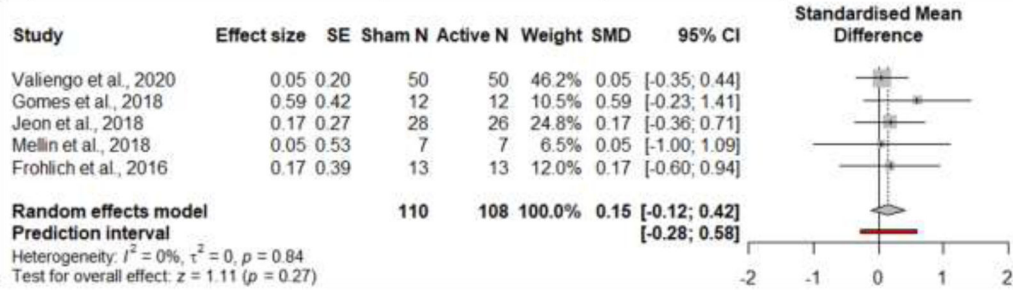 Standardised Mean
Study Effect size SE Sham N Active N Weight SMD 95% CI Difference
Valiengo et al., 2020 0.05 0.20 50 50 46.2% 0.05 [-0.35; 0.44]
Gomes et al., 2018 0.59 0.42 12 12 10.5% 0.59 [-0.23; 1.41]
Jeon et al., 2018 0.17 0.27 28 26 24.8% 0.17 [-0.36; 0.71]
Mellin et al., 2018 0.05 0.53 7 7 6.5% 0.05 [-1.00; 1.09]
Frohlich et al., 2016 0.17 0.39 13 13 12.0% 0.17 [-0.60; 0.94]
Random effects model 110 108 100.0% 0.15 [-0.12; 0.42]
Prediction interval [-0.28; 0.58]
Heterogeneity: I² = 0%, τ² = 0, p = 0.84
Test for overall effect: z = 1.11 (p = 0.27)
-2 -1 0 1 2